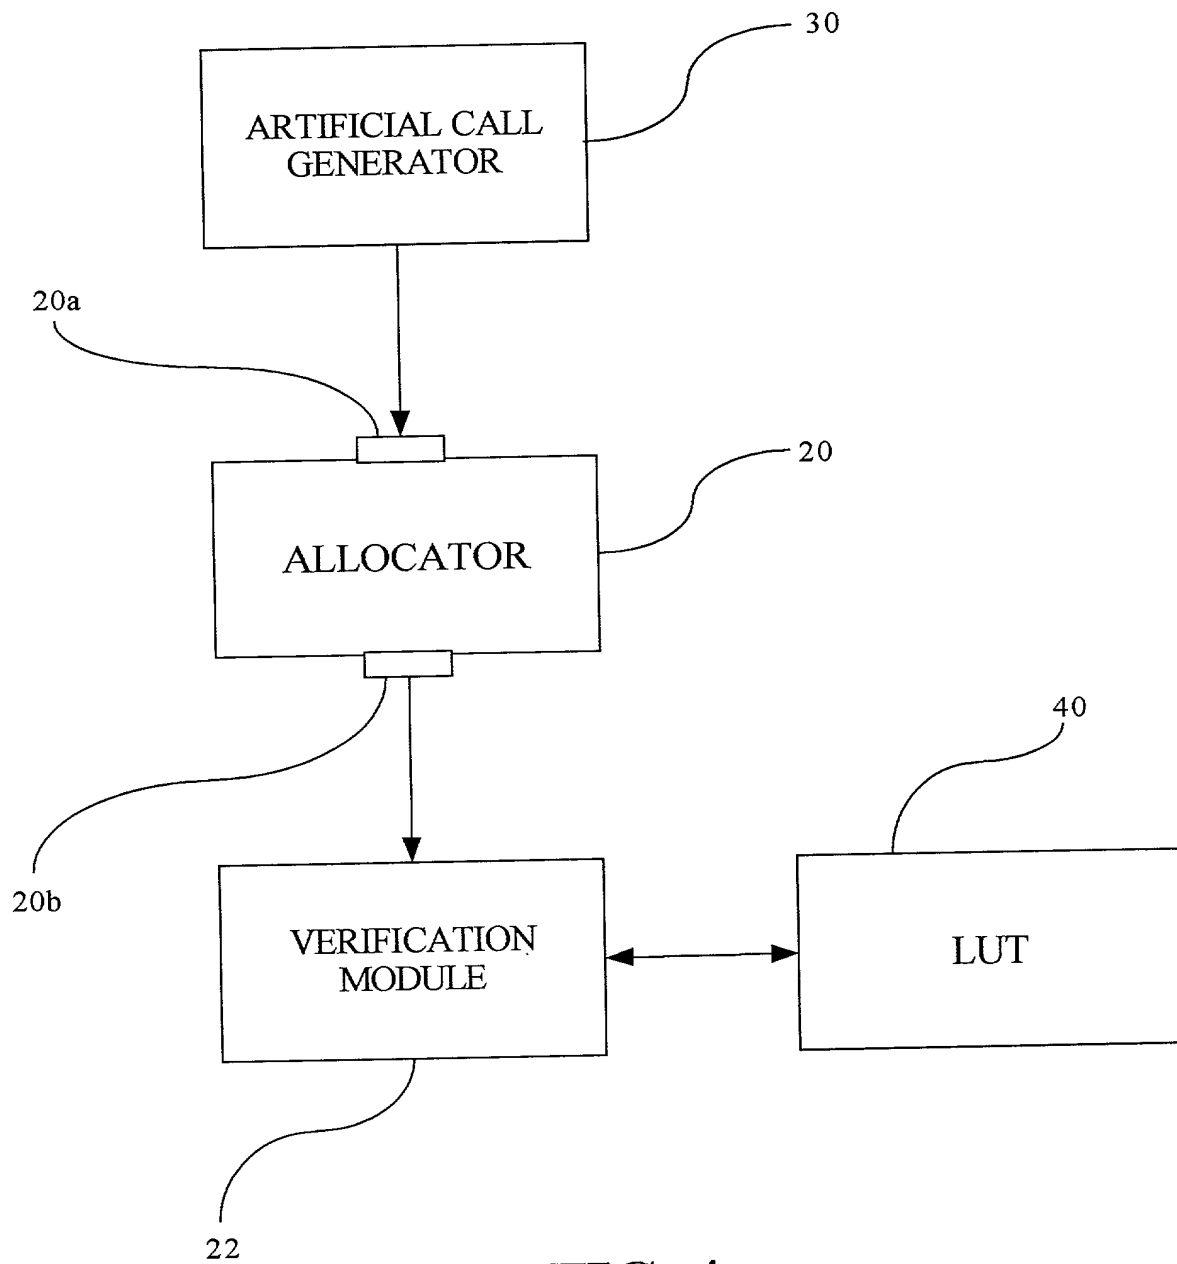 30
ARTIFICIAL CALL
GENERATOR
20a
20
ALLOCATOR
40
20b
VERIFICATION
MODULE
LUT
22